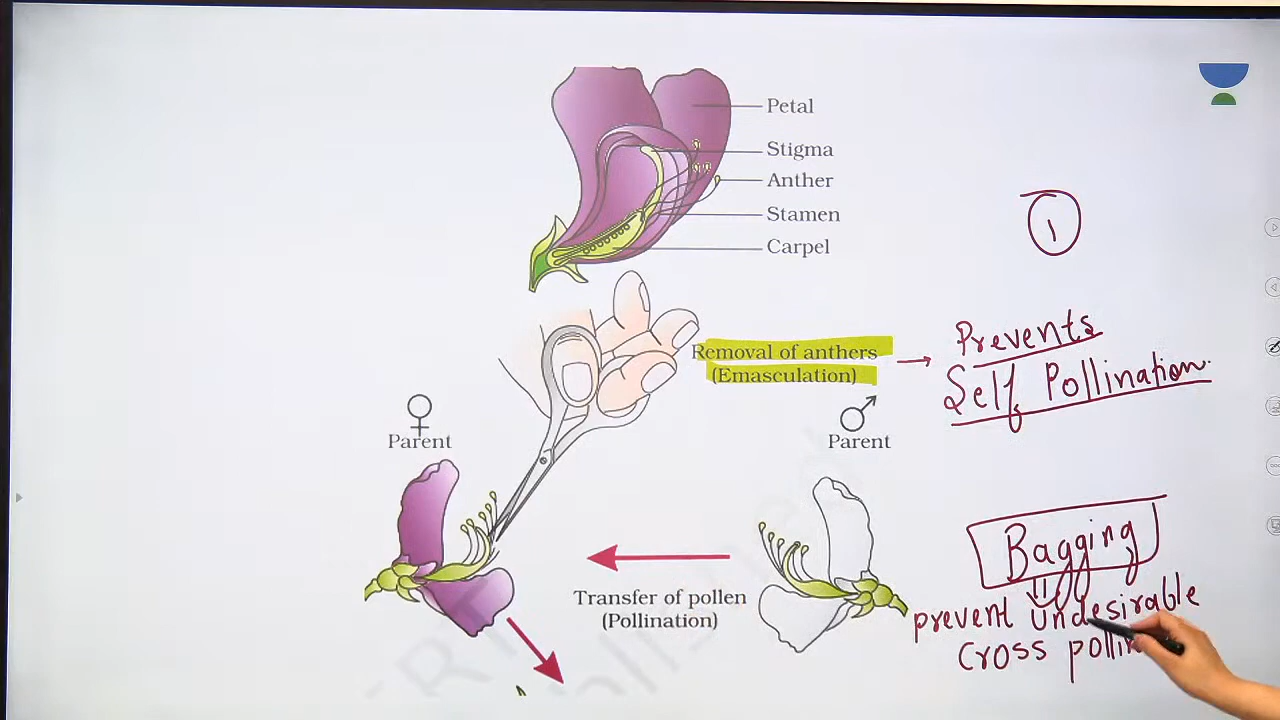 Petal
Stigma
Anther
Stamen
Carpel
1
Removal of anthers
(Emasculation)
Prevents
Self Pollination
Parent
Parent
Bagging
prevent undesirable
Cross
Transfer of pollen
(Pollination)